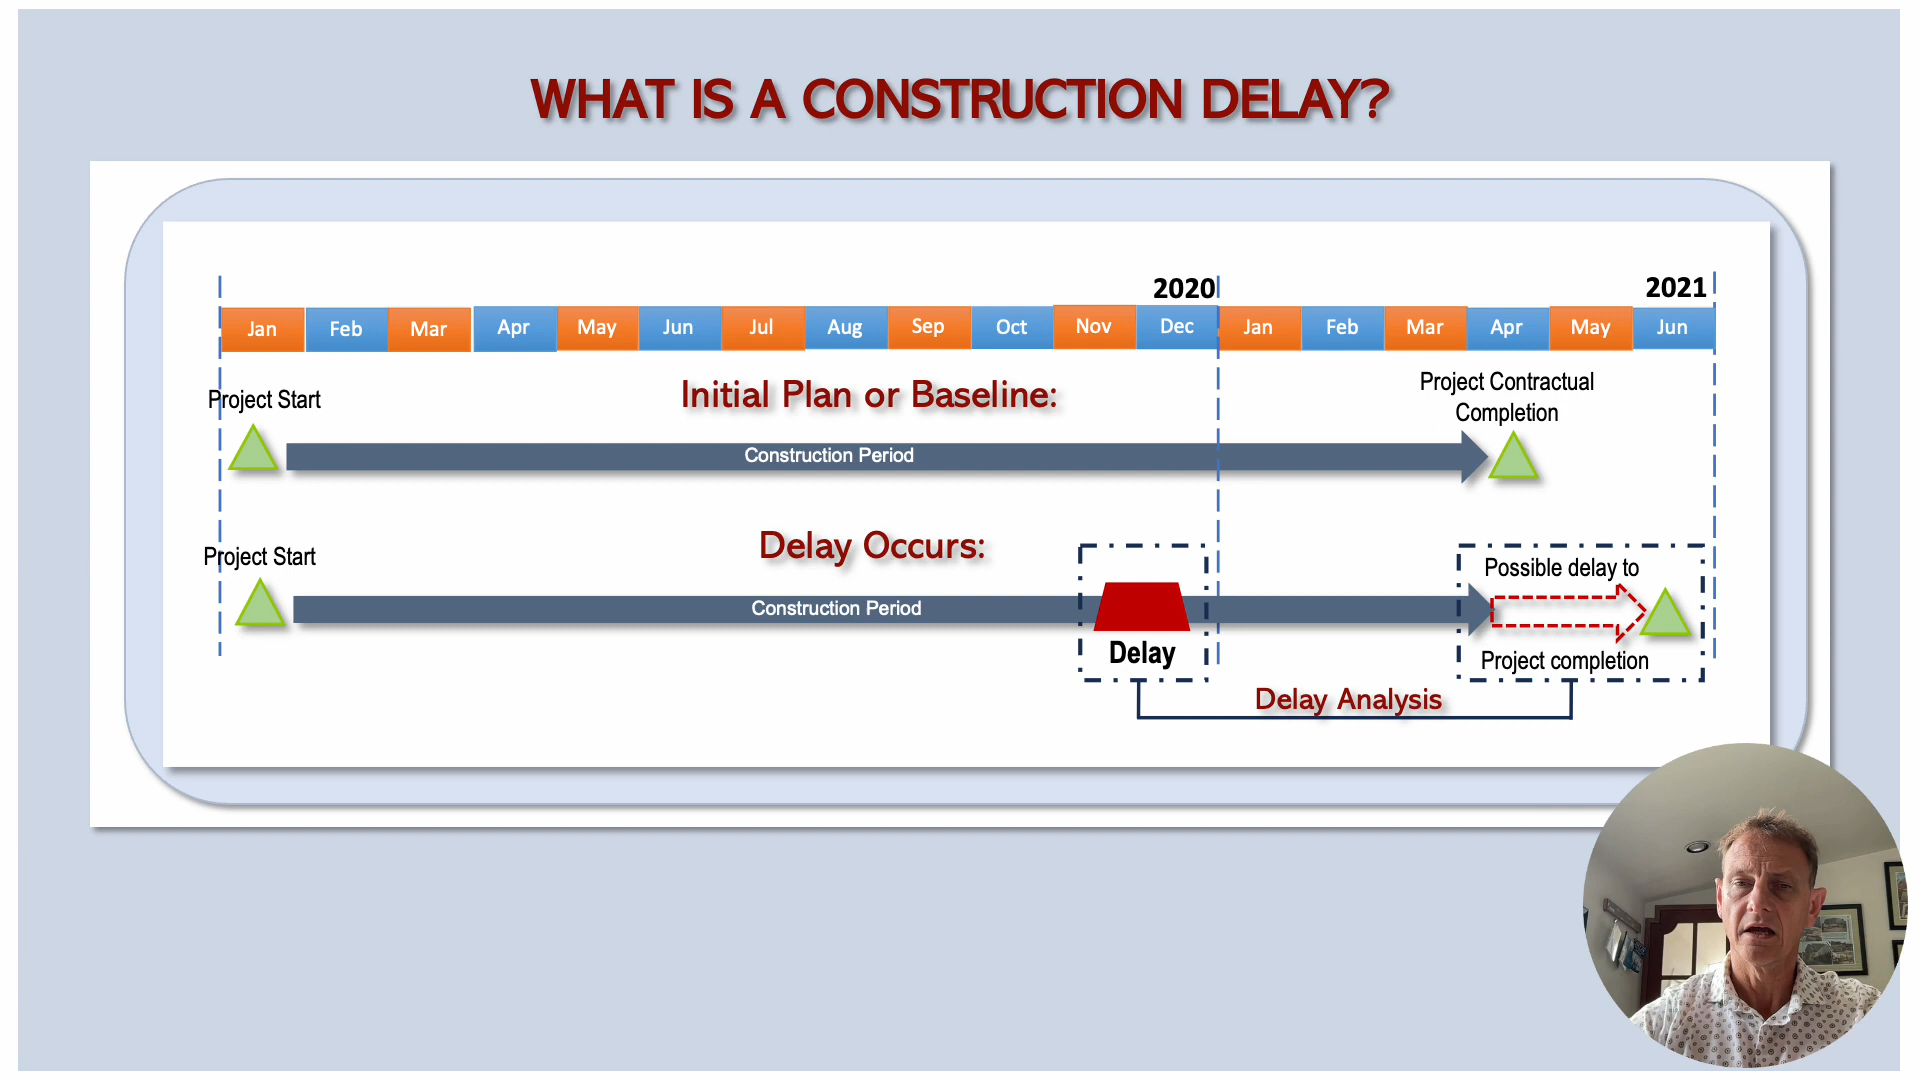 WHAT IS A CONSTRUCTION DELAY?
2020
2021
Jan Feb Mar Apr May Jun Jul Aug Sep Oct Nov Dec Jan Feb Mar Apr May Jun
Project Start
Initial Plan or Baseline:
Project Contractual
Completion
Construction Period
Project Start
Delay Occurs:
Possible delay to
Construction Period
Delay
Project completion
Delay Analysis